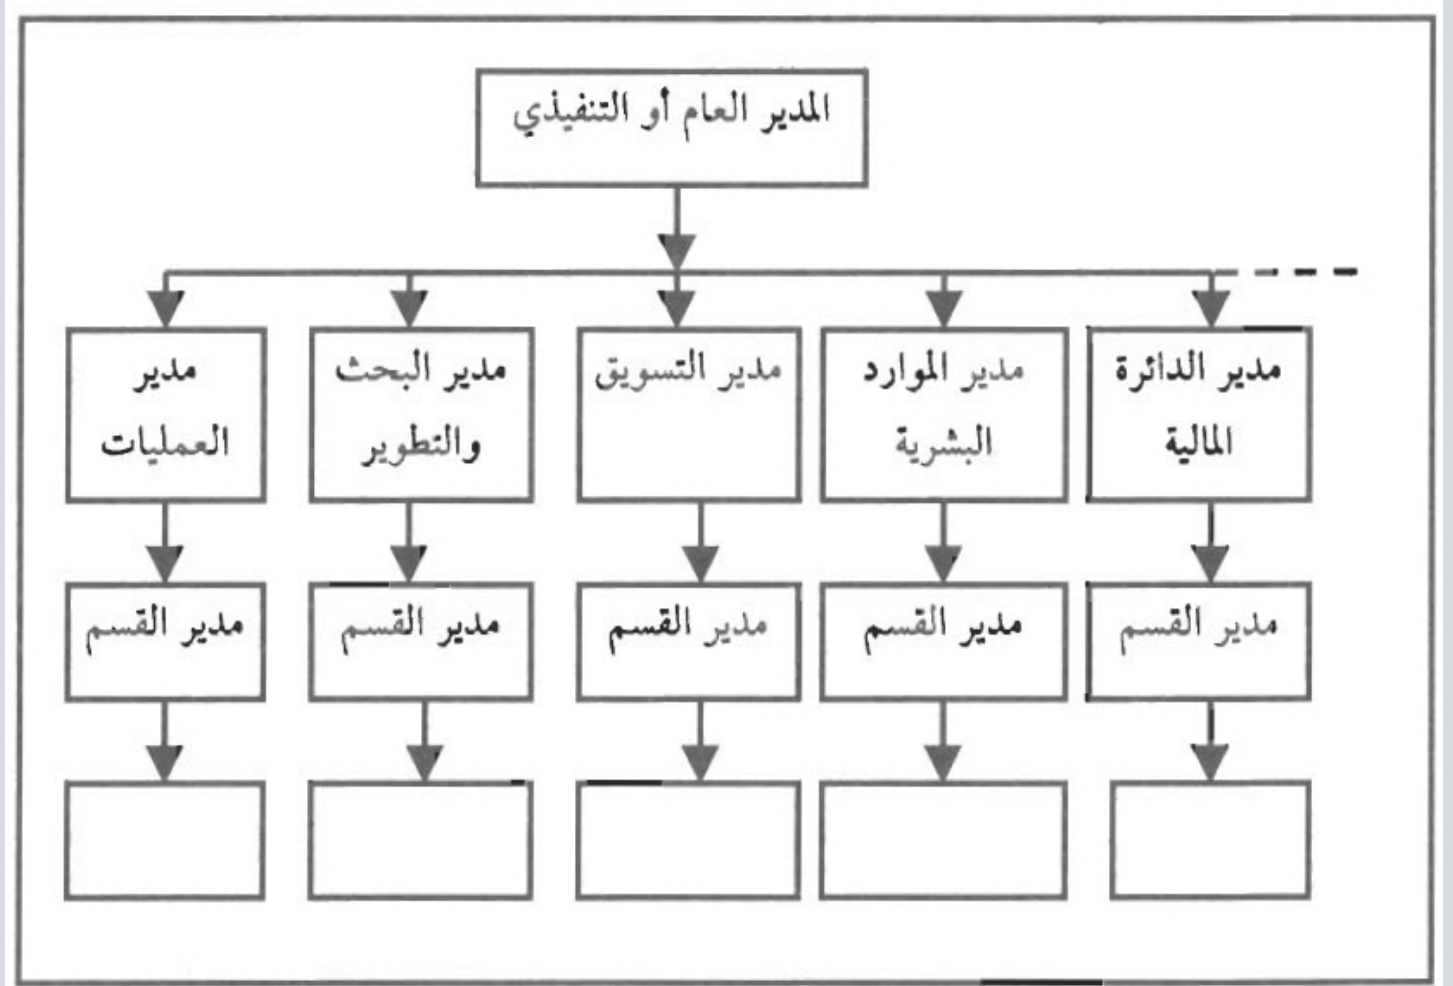 المدير العام أو التنفيذي
مدير الدائرة
المالية
مدير الموارد
البشرية
مدير التسويق
مدير البحث
والتطوير
مدير
العمليات
مدير القسم
مدير القسم
مدير القسم
مدير القسم
مدير القسم